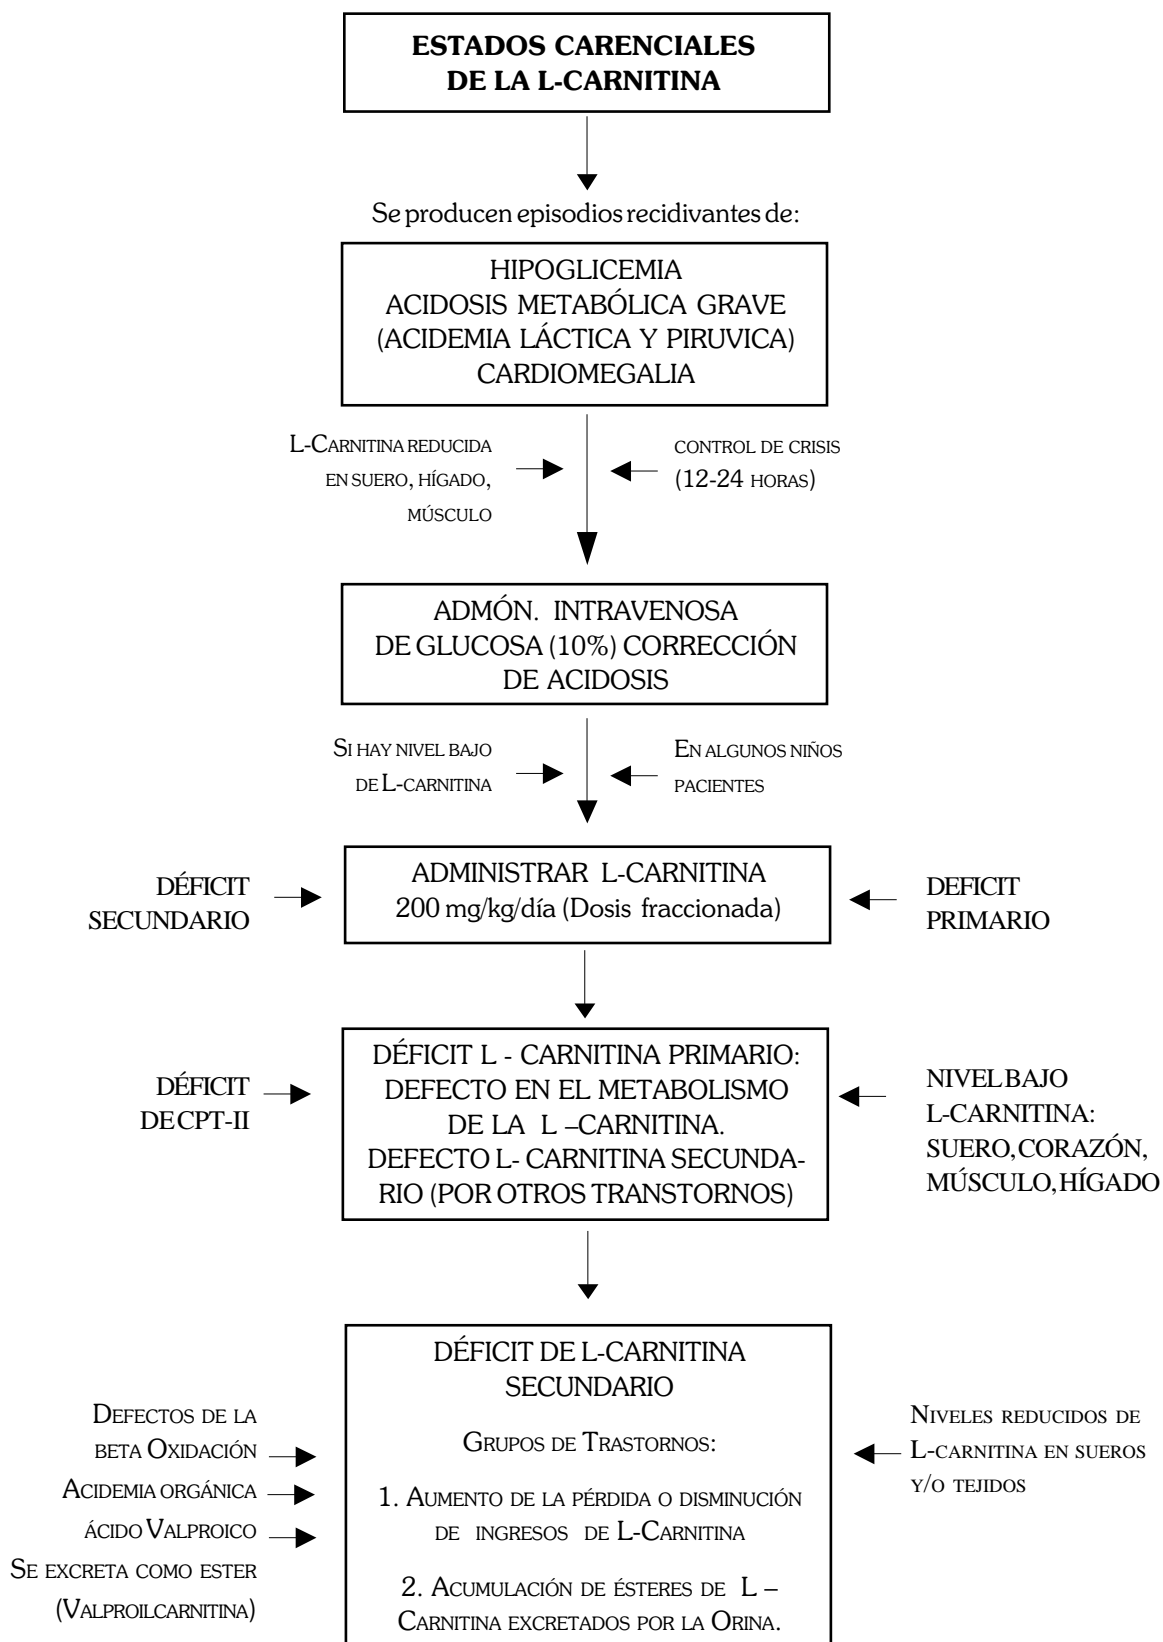 ESTADOS CARENCIALES
DE LA L-CARNITINA
Se producen episodios recidivantes de:
HIPOGLICEMIA
ACIDOSIS METABÓLICA GRAVE
(ACIDEMIA LÁCTICA Y PIRUVICA)
CARDIOMEGALIA
L-CARNITINA REDUCIDA
EN SUERO, HÍGADO,
MÚSCULO
CONTROL DE CRISIS
(12-24 HORAS)
ADMÓN. INTRAVENOSA
DE GLUCOSA (10%) CORRECCIÓN
DE ACIDOSIS
SI HAY NIVEL BAJO
DE L-CARNITINA
EN ALGUNOS NIÑOS
PACIENTES
DÉFICIT
SECUNDARIO
ADMINISTRAR L-CARNITINA
200 mg/kg/día (Dosis fraccionada)
DEFICIT
PRIMARIO
DÉFICIT
DE CPT-II
DÉFICIT L - CARNITINA PRIMARIO:
DEFECTO EN EL METABOLISMO
DE LA L –CARNITINA.
DEFECTO L- CARNITINA SECUNDA-
RIO (POR OTROS TRANSTORNOS)
NIVEL BAJO
L-CARNITINA:
SUERO, CORAZÓN,
MÚSCULO, HÍGADO
DEFECTOS DE LA
BETA OXIDACIÓN
ACIDEMIA ORGÁNICA
ÁCIDO VALPROICO
SE EXCRETA COMO ESTER
(VALPROILCARNITINA)
DÉFICIT DE L-CARNITINA
SECUNDARIO
GRUPOS DE TRASTORNOS:
1. AUMENTO DE LA PÉRDIDA O DISMINUCIÓN
DE INGRESOS DE L-CARNITINA
2. ACUMULACIÓN DE ÉSTERES DE L –
CARNITINA EXCRETADOS POR LA ORINA.
NIVELES REDUCIDOS DE
L-CARNITINA EN SUEROS
Y/O TEJIDOS